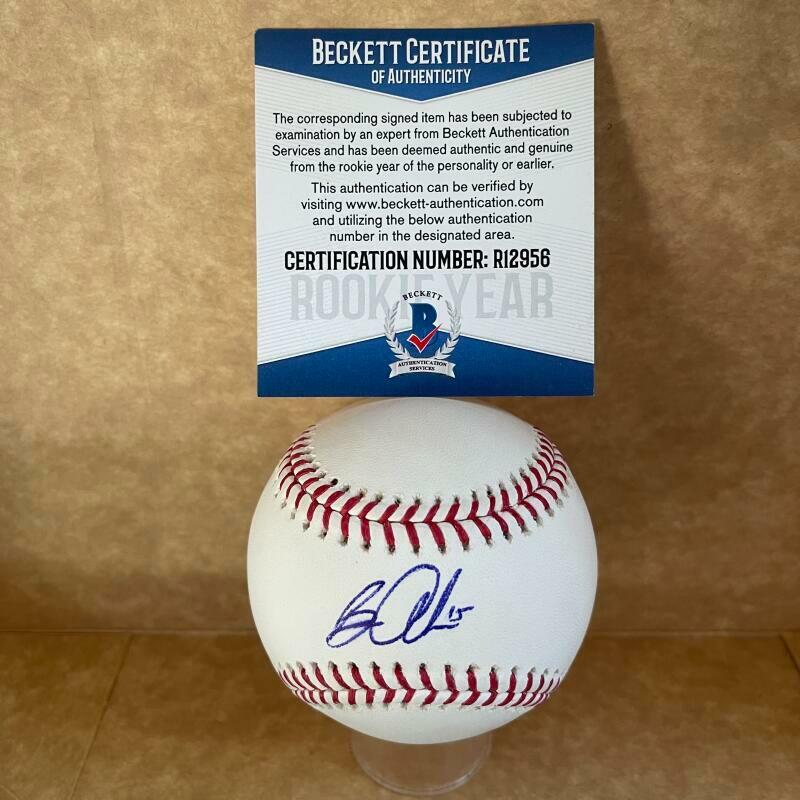 BECKETT CERTIFICATE
OF AUTHENTICITY
The corresponding signed item has been subjected to
examination by an expert from Beckett Authentication
Services and has been deemed authentic and genuine
from the rookie year of the personality or earlier.
This authentication can be verified by
visiting www.beckett-authentication.com
and utilizing the below authentication
number in the designated area.
CERTIFICATION NUMBER: R12956
ROOKIE YEAR
BECKETT
B
AUTHENTICATION
SERVICES
15